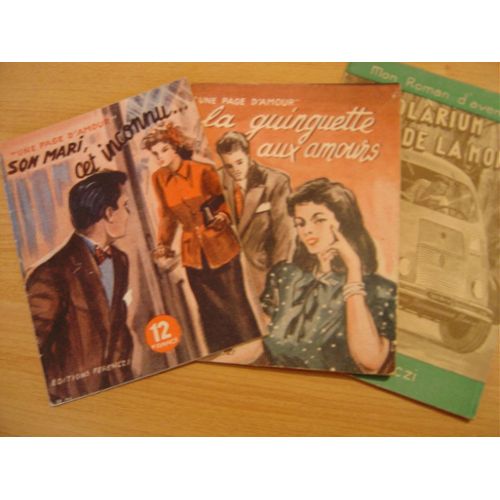 "UNE PAGE D'AMOUR"
SON MARI,
cet inconnu...
12
FRANCS
EDITIONS FERENCZI
"UNE PAGE D'AMOUR"
la guinguette
aux amours
Mon Roman d'aven
OLARIUM
DE LA MO
CZI